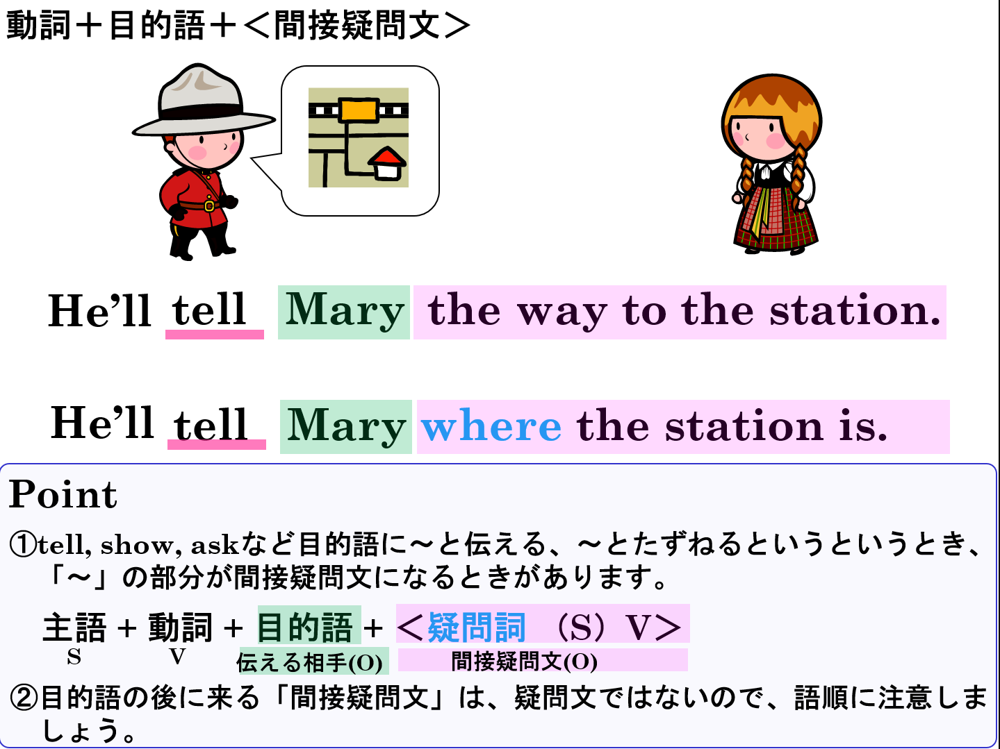 動詞＋目的語＋＜間接疑問文＞
He’ll tell Mary the way to the station.
He’ll tell Mary where the station is.
Point
①tell, show, askなど目的語に～と伝える、～とたずねるというというとき、
「～」の部分が間接疑問文になるときがあります。
主語 + 動詞 + 目的語 + ＜疑問詞 （S）V＞
S V 伝える相手(O) 間接疑問文(O)
②目的語の後に来る「間接疑問文」は、疑問文ではないので、語順に注意しま
しょう。